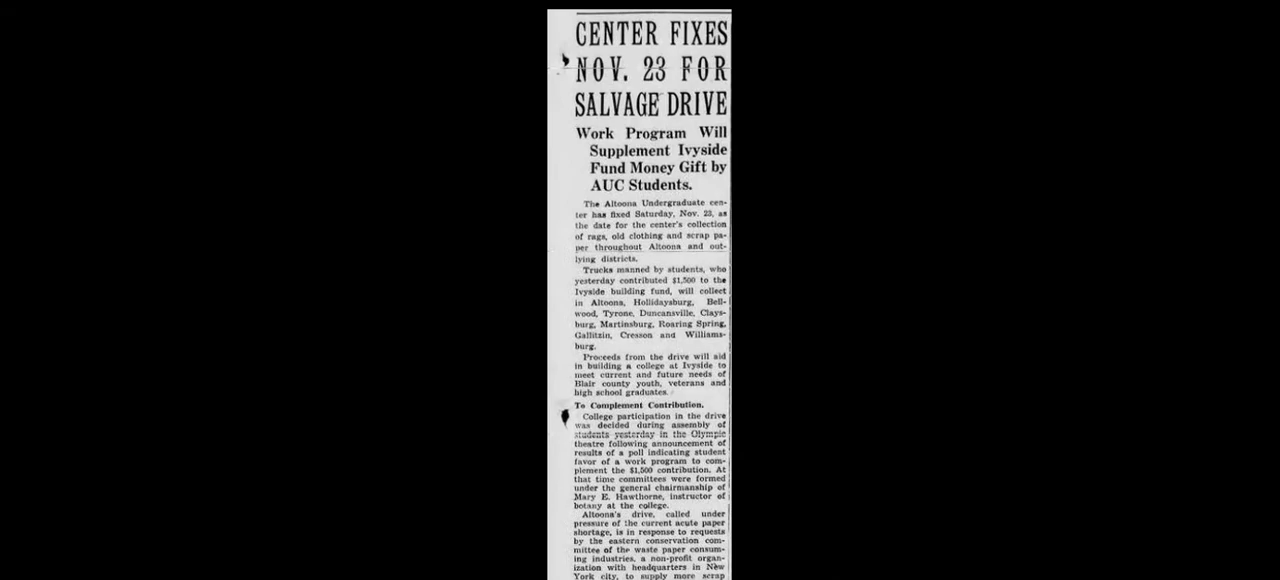 CENTER FIXES
NOV. 23 FOR
SALVAGE DRIVE
Work Program Will
Supplement Ivyside
Fund Money Gift by
AUC Students.
The Altoona Undergraduate cen-
ter has fixed Saturday, Nov. 23, as
the date for the center's collection
of rags, old clothing and scrap pa-
per throughout Altoona and out-
lying districts.
Trucks manned by students, who
yesterday contributed $1,500 to the
Ivyside building fund, will collect
in Altoona, Hollidaysburg, Bell-
wood, Tyrone, Duncansville, Clays-
burg, Martinsburg, Roaring Spring,
Gallitzin, Cresson and Williams-
burg.
Proceeds from the drive will aid
in building a college at Ivyside to
meet current and future needs of
Blair county youth, veterans and
high school graduates.
To Complement Contribution.
College participation in the drive
was decided during assembly of
students yesterday in the Olympic
theatre following announcement of
results of a poll indicating student
favor of a work program to com-
plement the $1,500 contribution. At
that time committees were formed
under the general chairmanship of
Mary E. Hawthorne, instructor of
botany at the college.
Altoona's drive, called under
pressure of the current acute paper
shortage, is in response to requests
by the eastern conservation com-
mittee of the waste paper consum-
ing industries, a non-profit organ-
ization with headquarters in New
York city, to supply more scrap